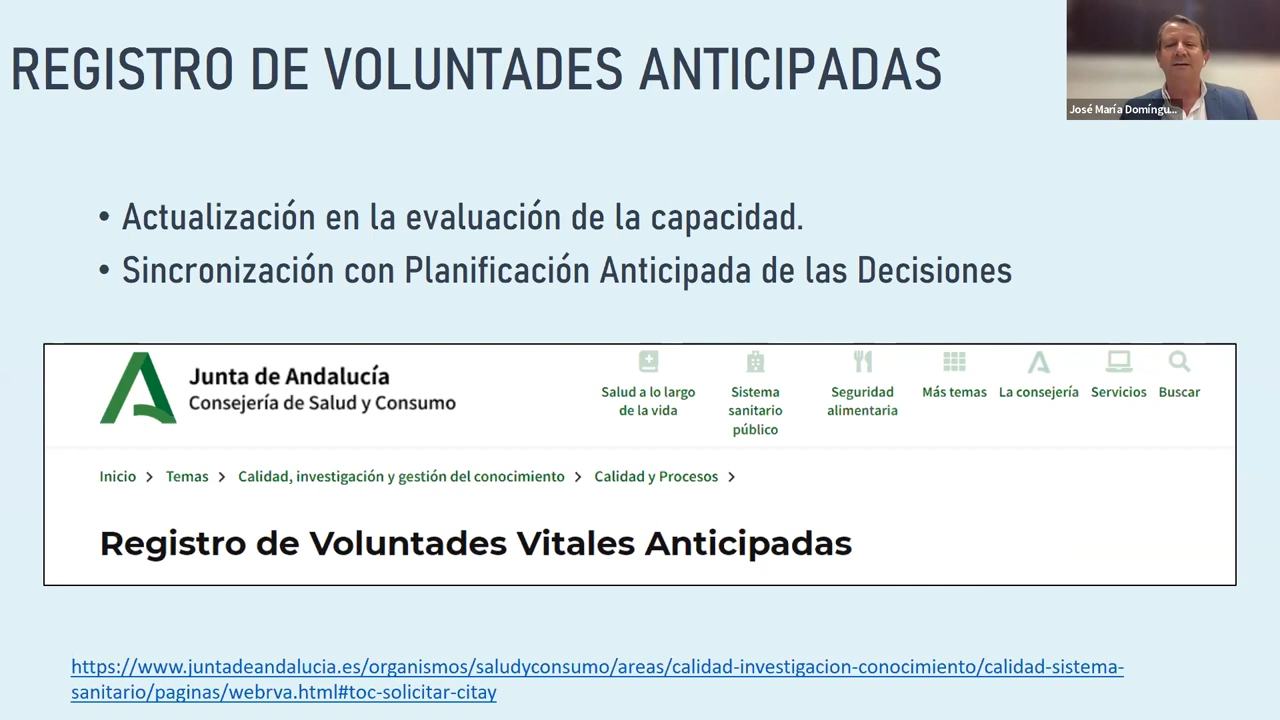 REGISTRO DE VOLUNTADES ANTICIPADAS
José María Domíngu...
• Actualización en la evaluación de la capacidad.
• Sincronización con Planificación Anticipada de las Decisiones
Junta de Andalucía
Consejería de Salud y Consumo
Salud a lo largo
de la vida
Sistema
sanitario
público
Seguridad
alimentaria
Más temas
La consejería
Servicios
Buscar
Inicio > Temas > Calidad, investigación y gestión del conocimiento > Calidad y Procesos >
Registro de Voluntades Vitales Anticipadas
https://www.juntadeandalucia.es/organismos/saludyconsumo/areas/calidad-investigacion-conocimiento/calidad-sistema-
sanitario/paginas/webrva.html#toc-solicitar-citay